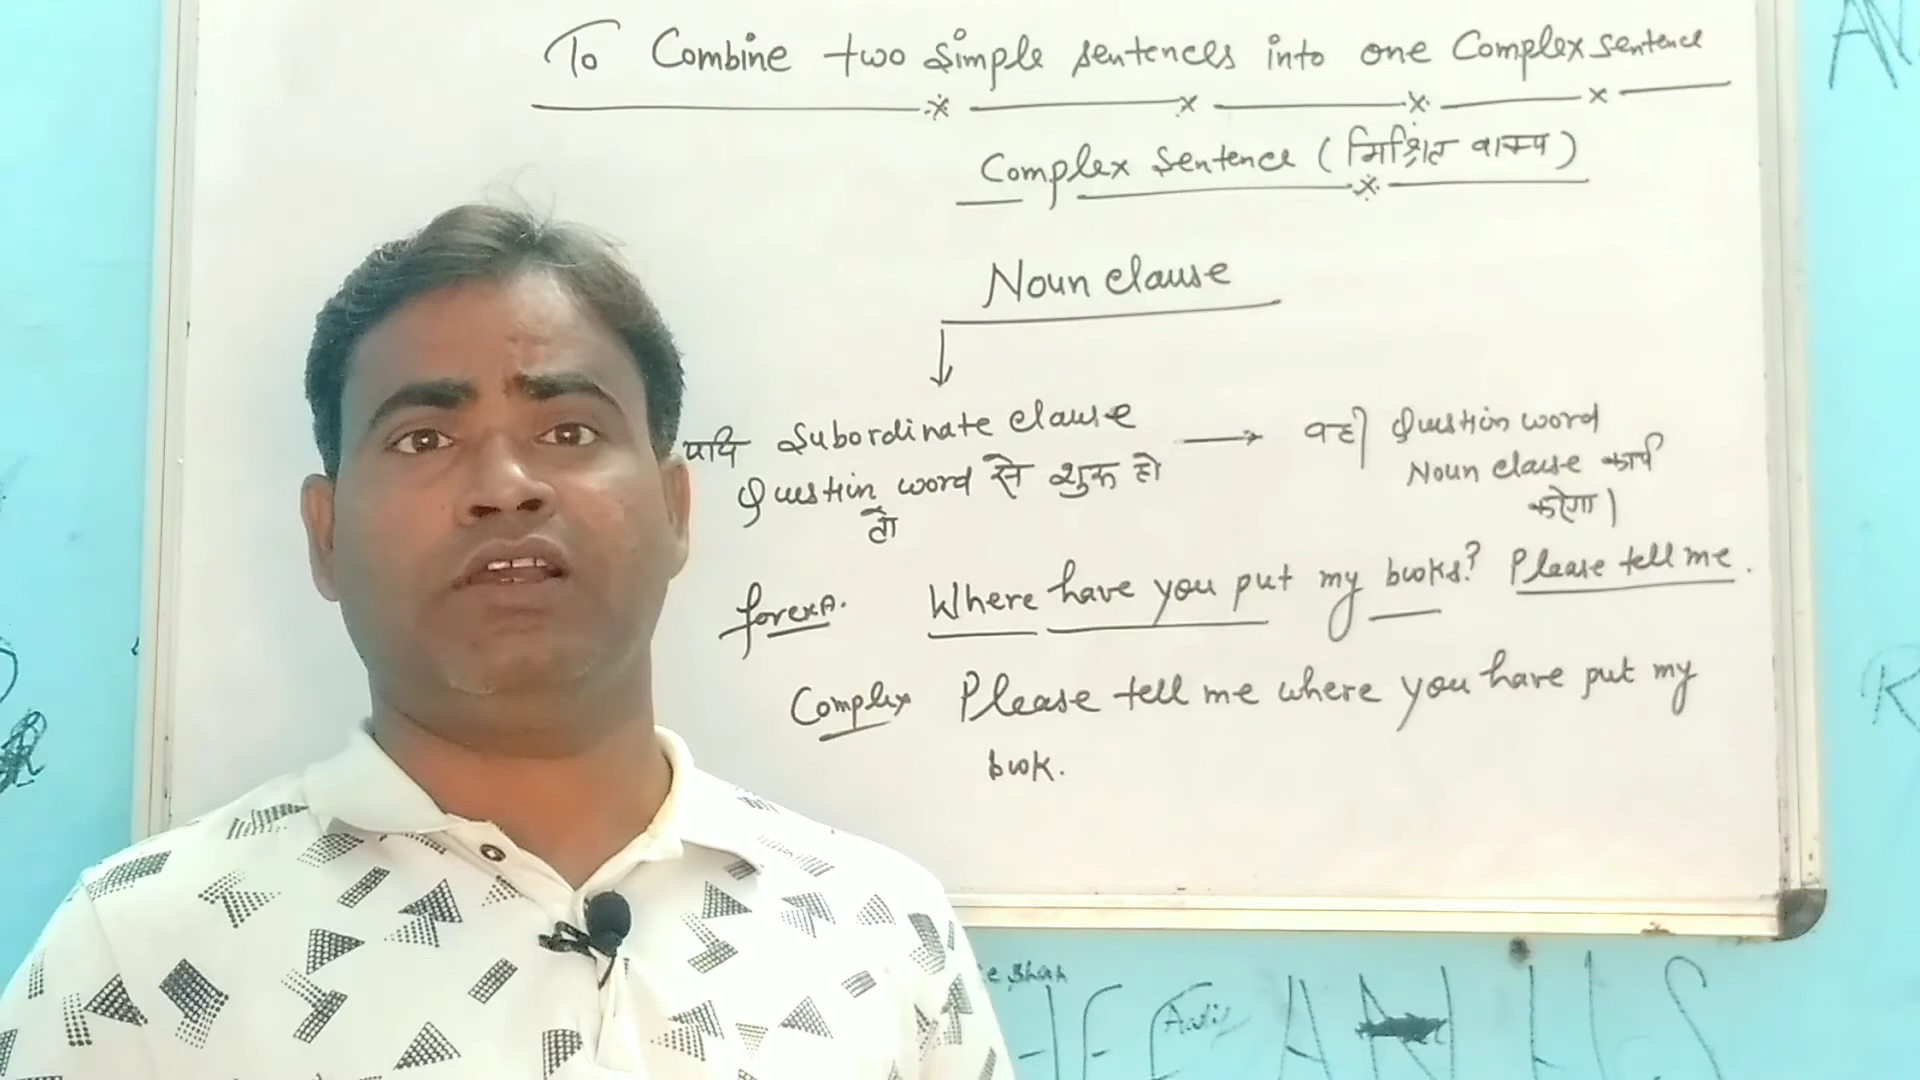 To Combine two simple sentences into one Complex sentence
Complex Sentence (मिश्रित वाक्य)
Noun clause
यदि Subordinate clause → वही Question word
Question word से शुरू हो Noun clause कार्य
तो करेगा।
forexa. Where have you put my books? Please tell me.
Complex Please tell me where you have put my
book.